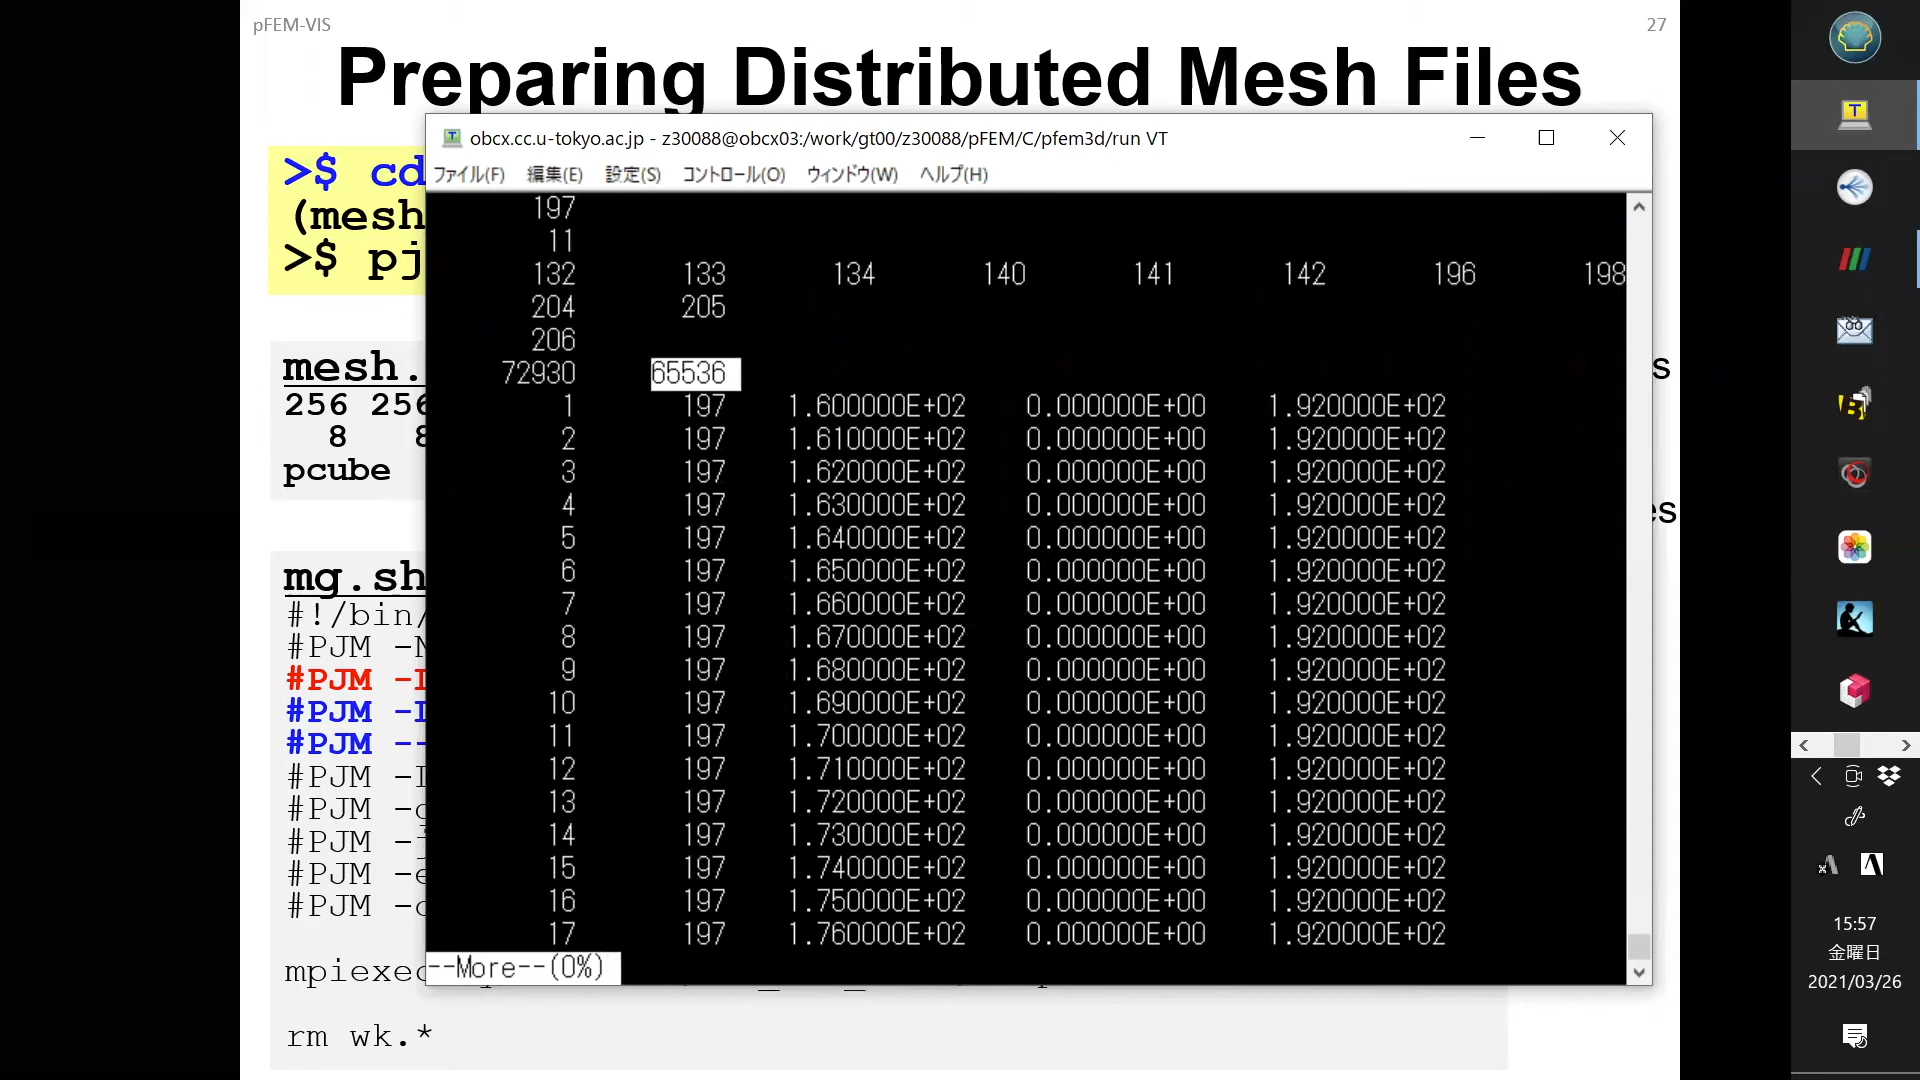 pFEM-VIS
27
Preparing Distributed Mesh Files
>$ cd
(mesh
>$ pj
mesh.
256 256
8 8
pcube
s
es
mg.sh
#!/bin/
#PJM -N
#PJM -L
#PJM -L
#PJM --
#PJM -L
#PJM -o
#PJM -j
#PJM -e
#PJM -o
mpiexec
rm wk.*
obcx.cc.u-tokyo.ac.jp - z30088@obcx03:/work/gt00/z30088/pFEM/C/pfem3d/run VT
ファイル(F) 編集(E) 設定(S) コントロール(O) ウィンドウ(W) ヘルプ(H)
197
11
132 133 134 140 141 142 196 198
204 205
206
72930 65536
1 197 1.600000E+02 0.000000E+00 1.920000E+02
2 197 1.610000E+02 0.000000E+00 1.920000E+02
3 197 1.620000E+02 0.000000E+00 1.920000E+02
4 197 1.630000E+02 0.000000E+00 1.920000E+02
5 197 1.640000E+02 0.000000E+00 1.920000E+02
6 197 1.650000E+02 0.000000E+00 1.920000E+02
7 197 1.660000E+02 0.000000E+00 1.920000E+02
8 197 1.670000E+02 0.000000E+00 1.920000E+02
9 197 1.680000E+02 0.000000E+00 1.920000E+02
10 197 1.690000E+02 0.000000E+00 1.920000E+02
11 197 1.700000E+02 0.000000E+00 1.920000E+02
12 197 1.710000E+02 0.000000E+00 1.920000E+02
13 197 1.720000E+02 0.000000E+00 1.920000E+02
14 197 1.730000E+02 0.000000E+00 1.920000E+02
15 197 1.740000E+02 0.000000E+00 1.920000E+02
16 197 1.750000E+02 0.000000E+00 1.920000E+02
17 197 1.760000E+02 0.000000E+00 1.920000E+02
--More--(0%)
15:57
金曜日
2021/03/26